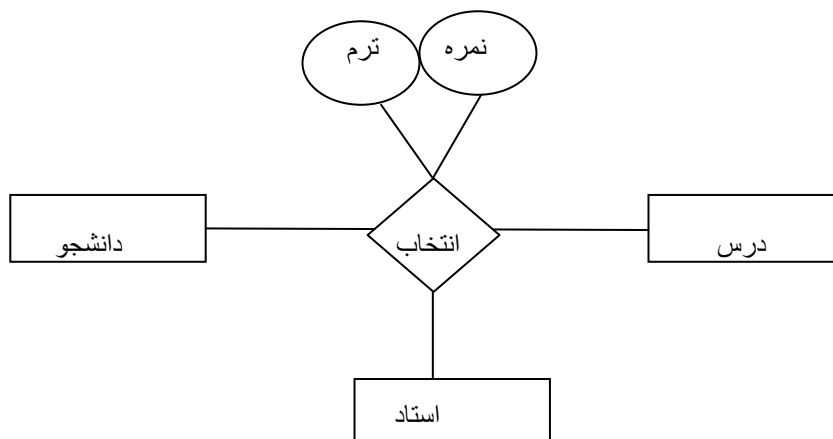 نمره
ترم
دانشجو
انتخاب
درس
استاد